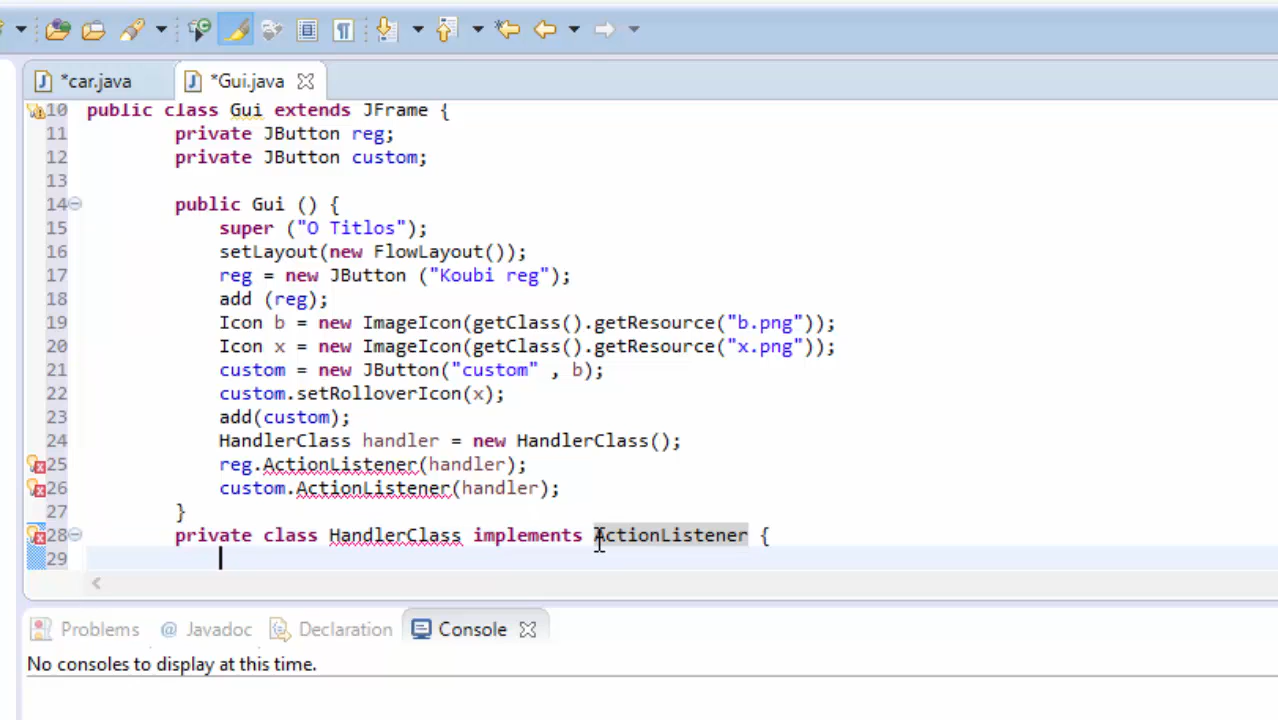 *car.java
*Gui.java
10 public class Gui extends JFrame {
11 private JButton reg;
12 private JButton custom;
13
14 public Gui () {
15 super ("O Titlos");
16 setLayout(new FlowLayout());
17 reg = new JButton ("Koubi reg");
18 add (reg);
19 Icon b = new ImageIcon(getClass().getResource("b.png"));
20 Icon x = new ImageIcon(getClass().getResource("x.png"));
21 custom = new JButton("custom" , b);
22 custom.setRolloverIcon(x);
23 add(custom);
24 HandlerClass handler = new HandlerClass();
25 reg.ActionListener(handler);
26 custom.ActionListener(handler);
27 }
28 private class HandlerClass implements ActionListener {
29
Problems @ Javadoc Declaration Console
No consoles to display at this time.